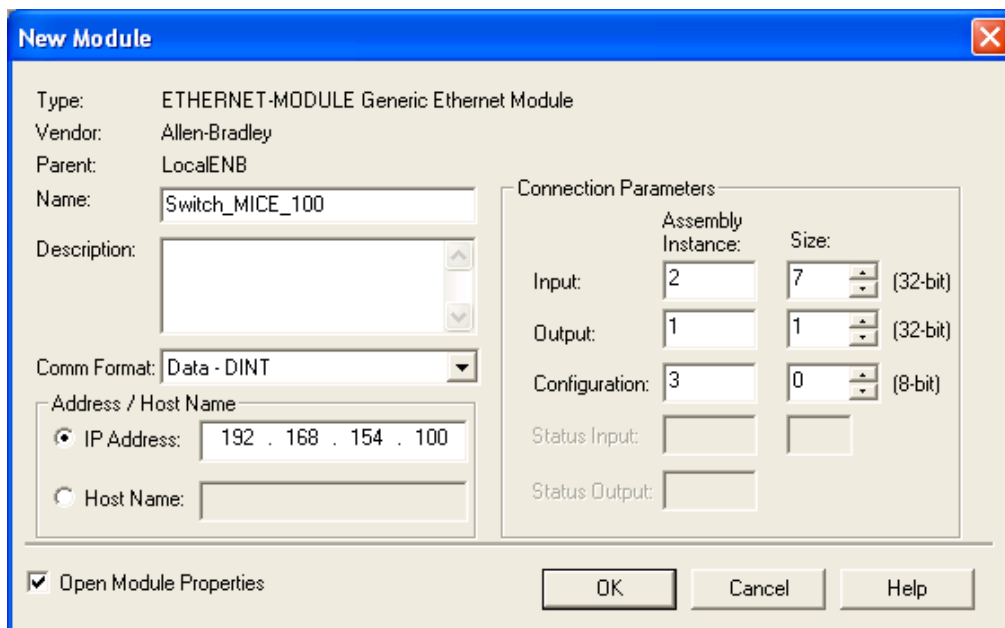 New Module
Type: ETHERNET-MODULE Generic Ethernet Module
Vendor: Allen-Bradley
Parent: LocalENB
Name: Switch_MICE_100
Description:
Comm Format: Data - DINT
Address / Host Name
IP Address: 192 . 168 . 154 . 100
Host Name:
Connection Parameters
Assembly
Instance: Size:
Input: 2 7 (32-bit)
Output: 1 1 (32-bit)
Configuration: 3 0 (8-bit)
Status Input:
Status Output:
Open Module Properties
OK Cancel Help